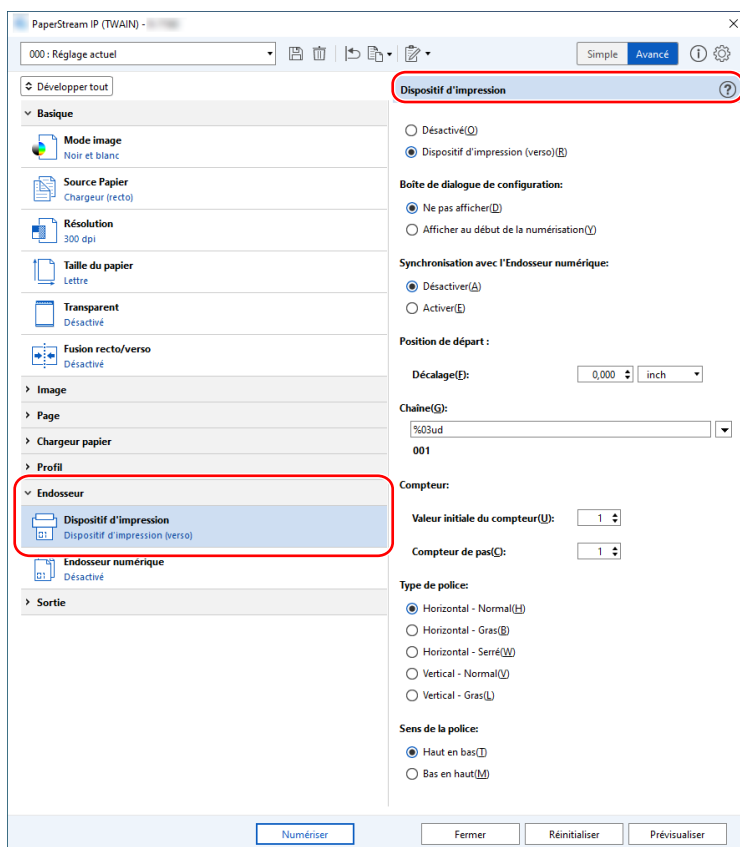 PaperStream IP (TWAIN) -
000 : Réglage actuel
Simple
Avancé
Développer tout
Basique
Mode image
Noir et blanc
Source Papier
Chargeur (recto)
Résolution
300 dpi
Taille du papier
Lettre
Transparent
Désactivé
Fusion recto/verso
Désactivé
Image
Page
Chargeur papier
Profil
Endosseur
Dispositif d'impression
Dispositif d'impression (verso)
Endosseur numérique
Désactivé
Sortie
Dispositif d'impression
Désactivé(O)
Dispositif d'impression (verso)(R)
Boîte de dialogue de configuration:
Ne pas afficher(D)
Afficher au début de la numérisation(Y)
Synchronisation avec l'Endosseur numérique:
Désactiver(A)
Activer(E)
Position de départ :
Décalage(F): 0,000 inch
Chaîne(G):
%03ud
001
Compteur:
Valeur initiale du compteur(U): 1
Compteur de pas(C): 1
Type de police:
Horizontal - Normal(H)
Horizontal - Gras(B)
Horizontal - Serré(W)
Vertical - Normal(V)
Vertical - Gras(L)
Sens de la police:
Haut en bas(T)
Bas en haut(M)
Numériser
Fermer
Réinitialiser
Prévisualiser